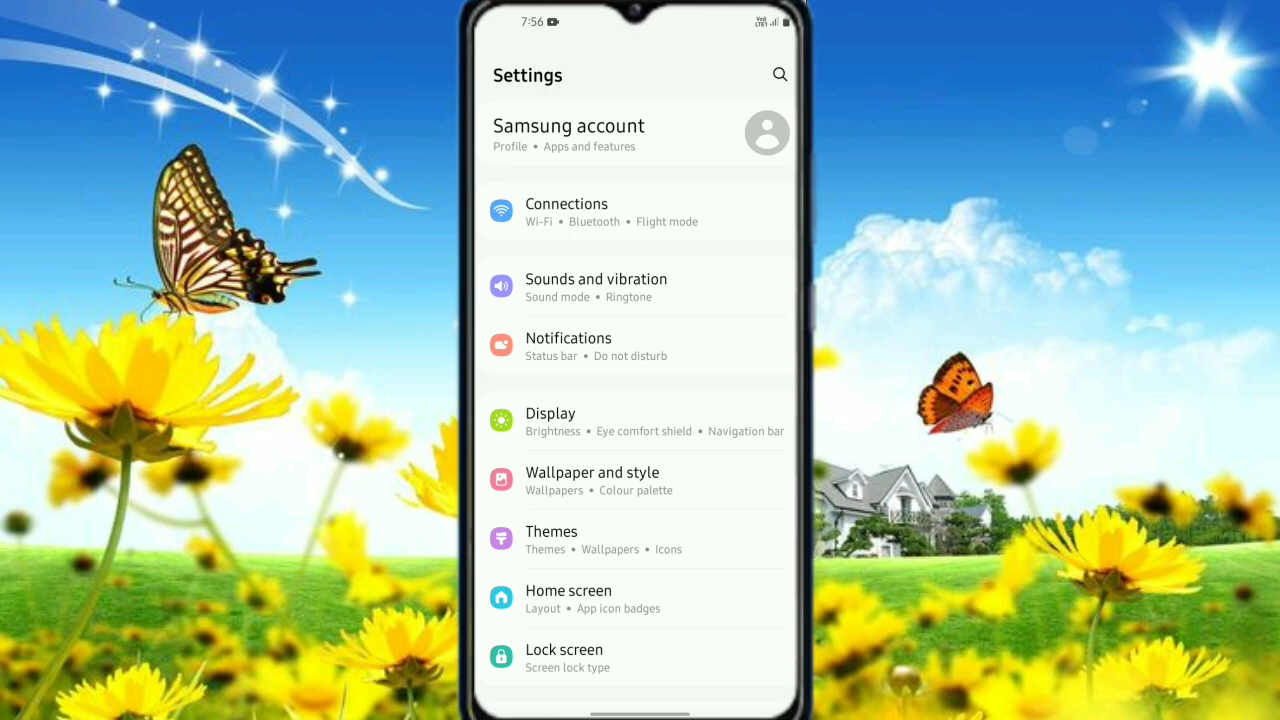 7:56
Vo)
LTE1
Settings
Samsung account
Profile • Apps and features
Connections
Wi-Fi • Bluetooth • Flight mode
Sounds and vibration
Sound mode • Ringtone
Notifications
Status bar • Do not disturb
Display
Brightness • Eye comfort shield • Navigation bar
Wallpaper and style
Wallpapers • Colour palette
Themes
Themes • Wallpapers • Icons
Home screen
Layout • App icon badges
Lock screen
Screen lock type